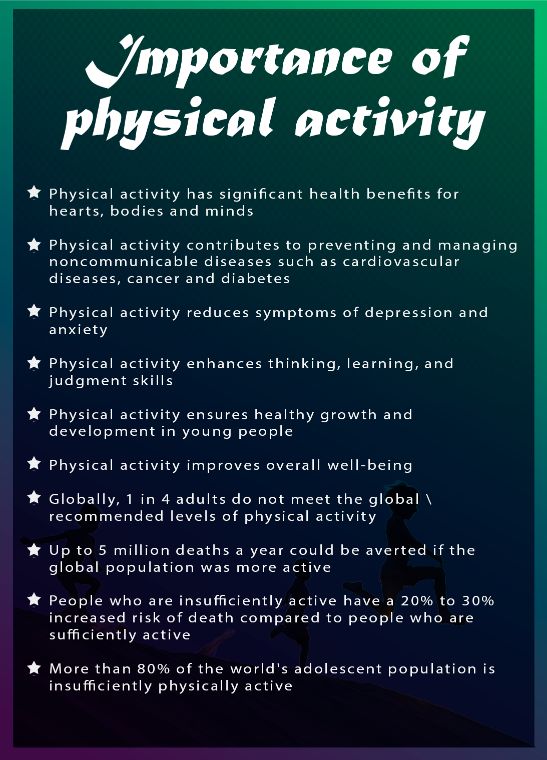 Importance of
physical activity
Physical activity has significant health benefits for
hearts, bodies and minds
Physical activity contributes to preventing and managing
noncommunicable diseases such as cardiovascular
diseases, cancer and diabetes
Physical activity reduces symptoms of depression and
anxiety
Physical activity enhances thinking, learning, and
judgment skills
Physical activity ensures healthy growth and
development in young people
Physical activity improves overall well-being
Globally, 1 in 4 adults do not meet the global \
recommended levels of physical activity
Up to 5 million deaths a year could be averted if the
global population was more active
People who are insufficiently active have a 20% to 30%
increased risk of death compared to people who are
sufficiently active
More than 80% of the world's adolescent population is
insufficiently physically active